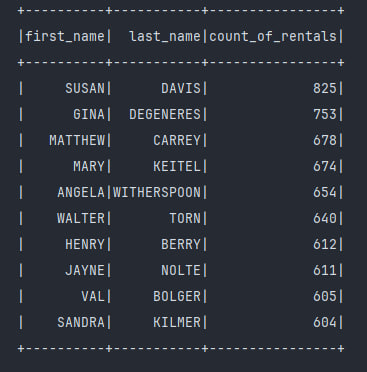 +----------+-----------+----------------+
|first_name|  last_name|count_of_rentals|
+----------+-----------+----------------+
|     SUSAN|      DAVIS|             825|
|      GINA|  DEGENERES|             753|
|   MATTHEW|     CARREY|             678|
|      MARY|     KEITEL|             674|
|    ANGELA|WITHERSPOON|             654|
|    WALTER|       TORN|             640|
|     HENRY|      BERRY|             612|
|     JAYNE|      NOLTE|             611|
|       VAL|     BOLGER|             605|
|    SANDRA|     KILMER|             604|
+----------+-----------+----------------+